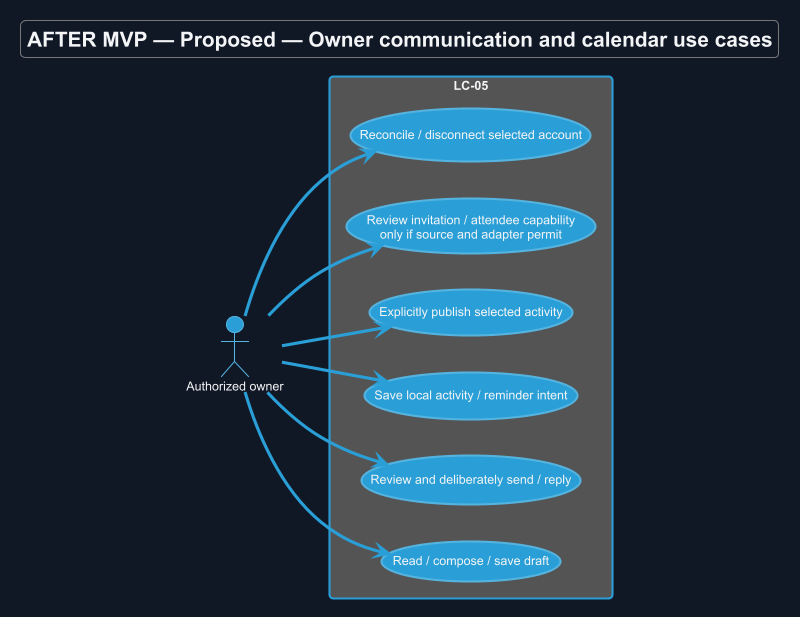 AFTER MVP — Proposed — Owner communication and calendar use cases
LC-05
Reconcile / disconnect selected account
Review invitation / attendee capability
only if source and adapter permit
Explicitly publish selected activity
Authorized owner
Save local activity / reminder intent
Review and deliberately send / reply
Read / compose / save draft